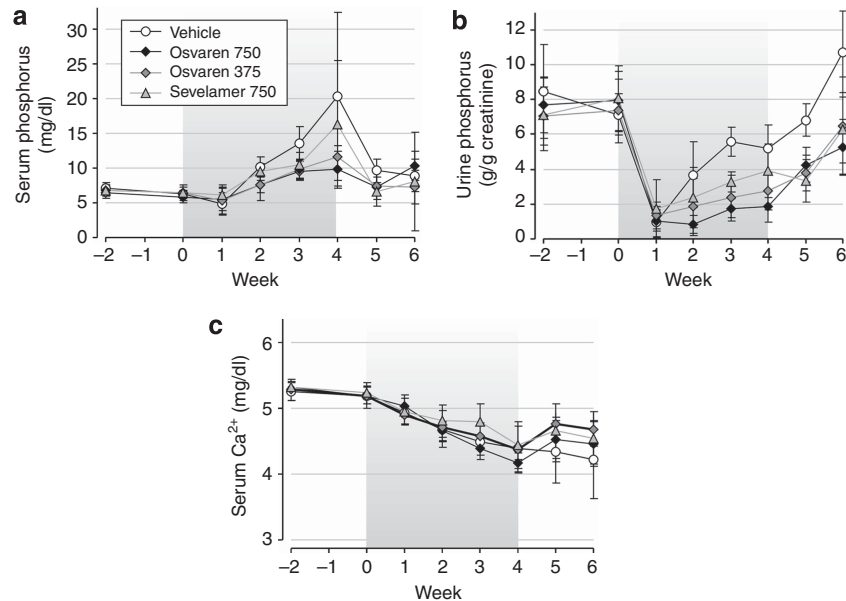 a
Serum phosphorus
(mg/dl)
30
25
20
15
10
5
0
Vehicle
Osvaren 750
Osvaren 375
Sevelamer 750
–2 –1 0 1 2 3 4 5 6
Week
b
Urine phosphorus
(g/g creatinine)
12
10
8
6
4
2
0
–2 –1 0 1 2 3 4 5 6
Week
c
Serum Ca2+ (mg/dl)
6
5
4
3
–2 –1 0 1 2 3 4 5 6
Week